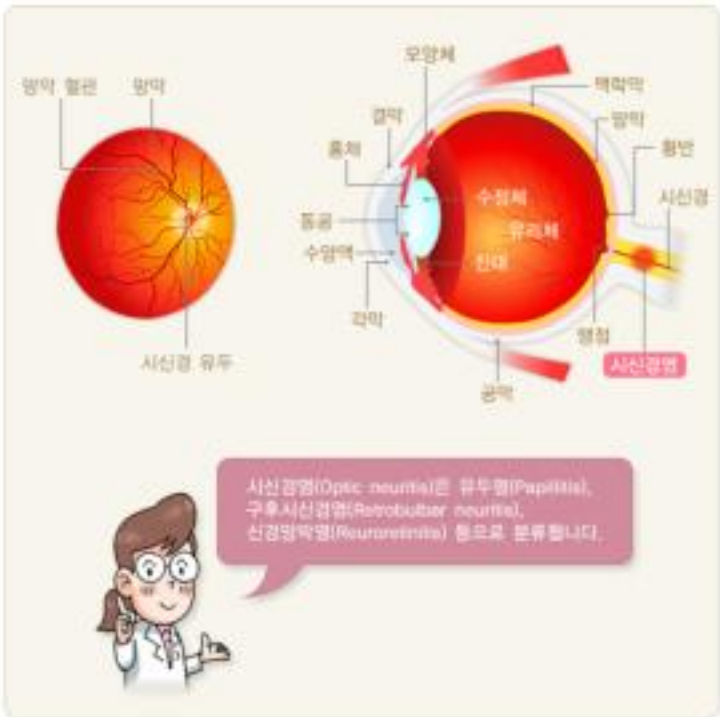 망막 혈관
망막
시신경 유두
모양체
결막
홍채
동공
수양액
각막
수정체
유리체
진대
맥락막
망막
황반
시신경
맹점
시신경염
공막
시신경염(Optic neuritis)은 유두염(Papillitis),
구후시신경염(Retrobulbar neuritis),
신경망막염(Neuroretinitis) 등으로 분류됩니다.